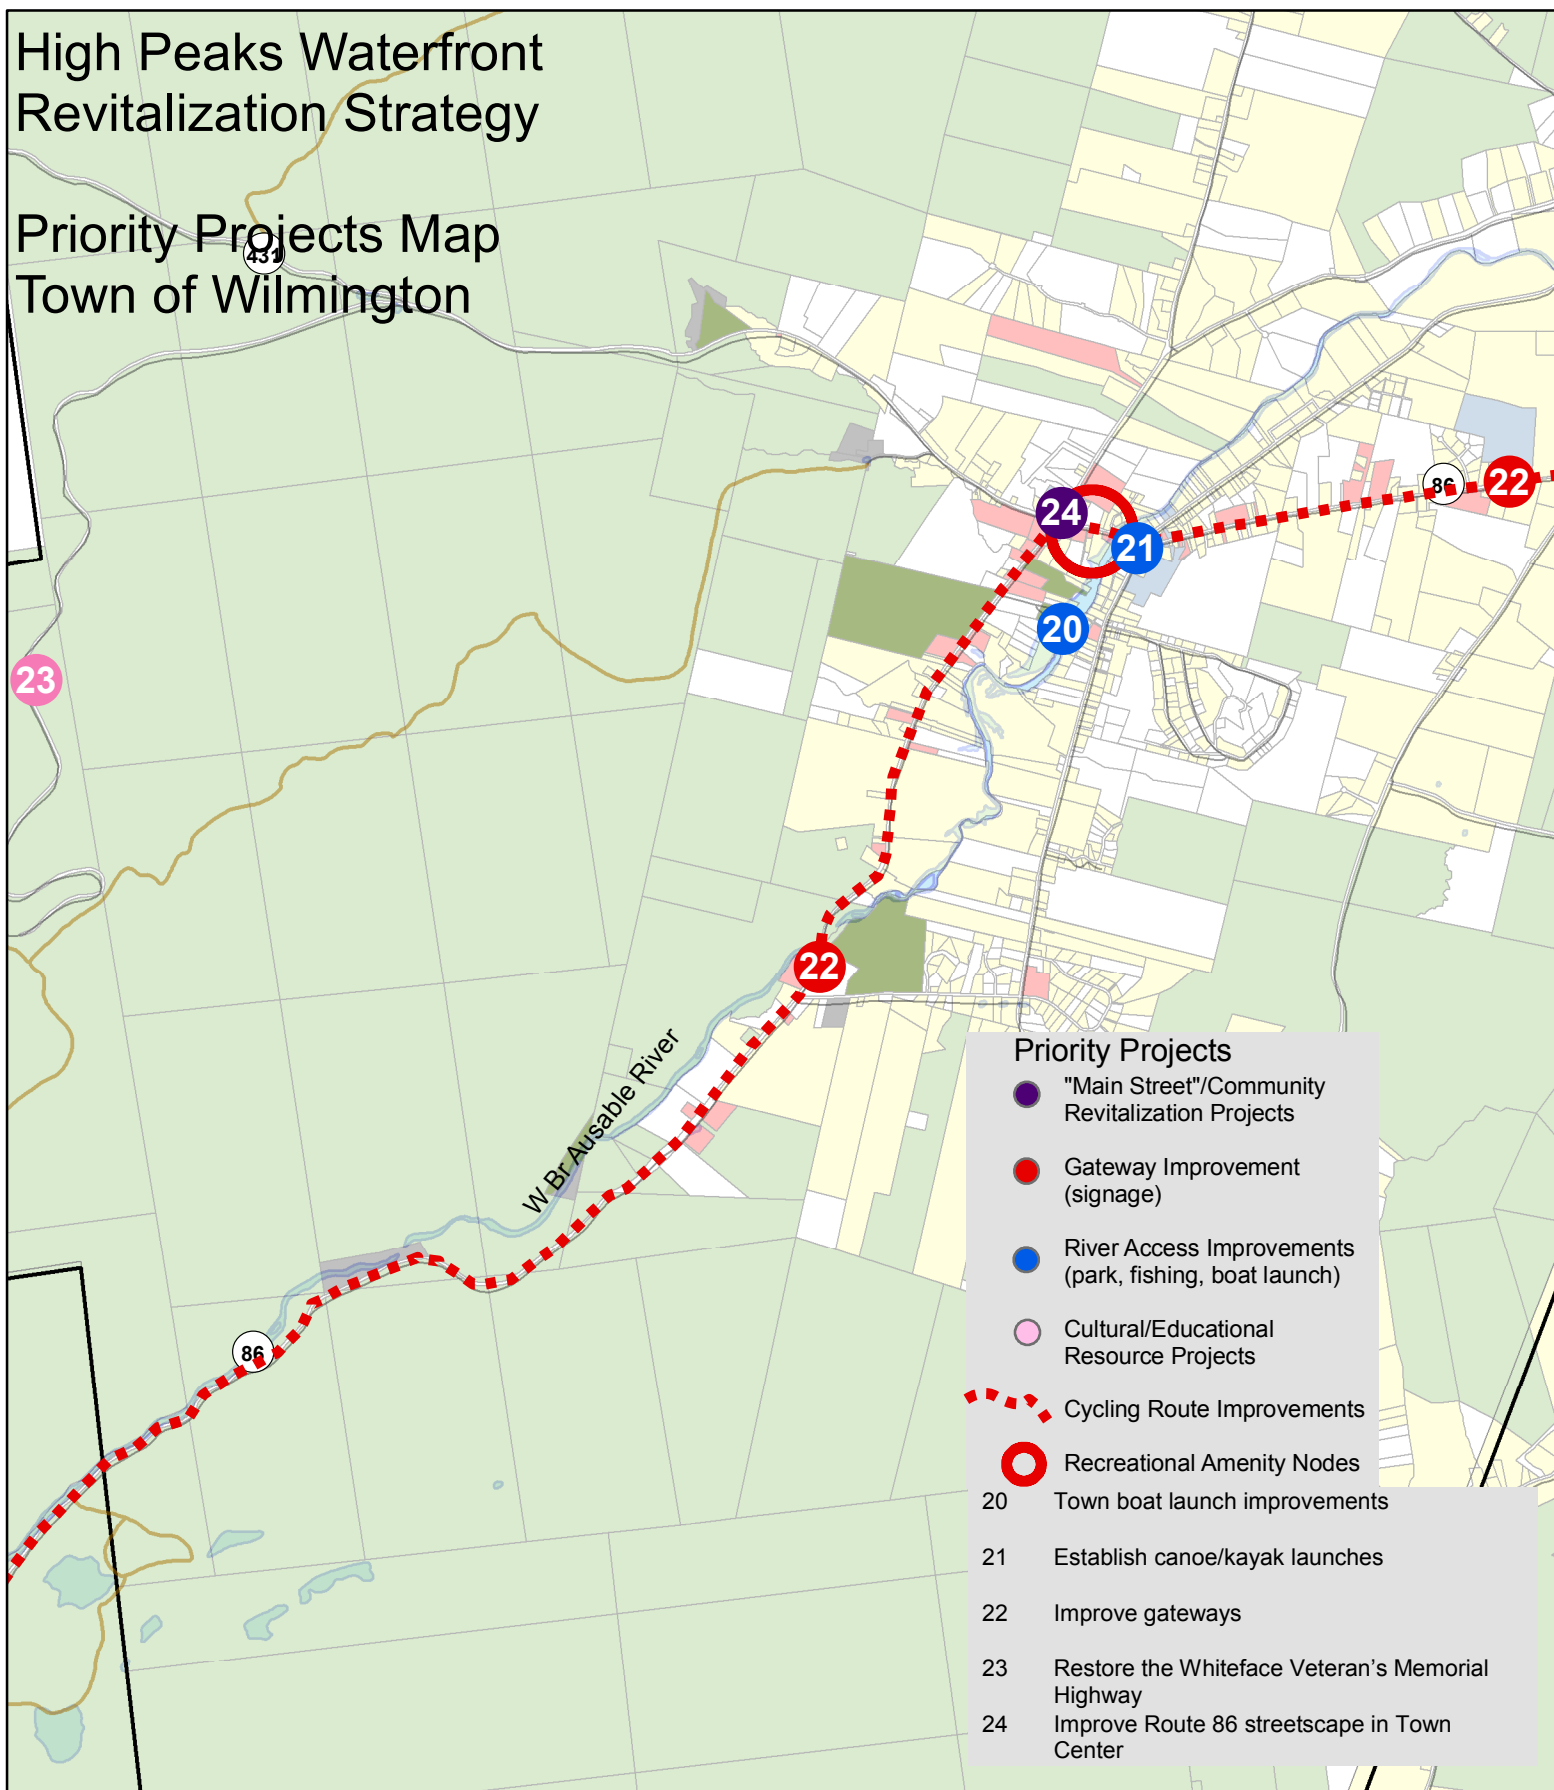 High Peaks Waterfront
Revitalization Strategy
Priority Projects Map
Town of Wilmington
431
86
22
24
21
20
23
22
W Br Ausable River
86
Priority Projects
"Main Street"/Community
Revitalization Projects
Gateway Improvement
(signage)
River Access Improvements
(park, fishing, boat launch)
Cultural/Educational
Resource Projects
Cycling Route Improvements
Recreational Amenity Nodes
20 Town boat launch improvements
21 Establish canoe/kayak launches
22 Improve gateways
23 Restore the Whiteface Veteran’s Memorial
Highway
24 Improve Route 86 streetscape in Town
Center